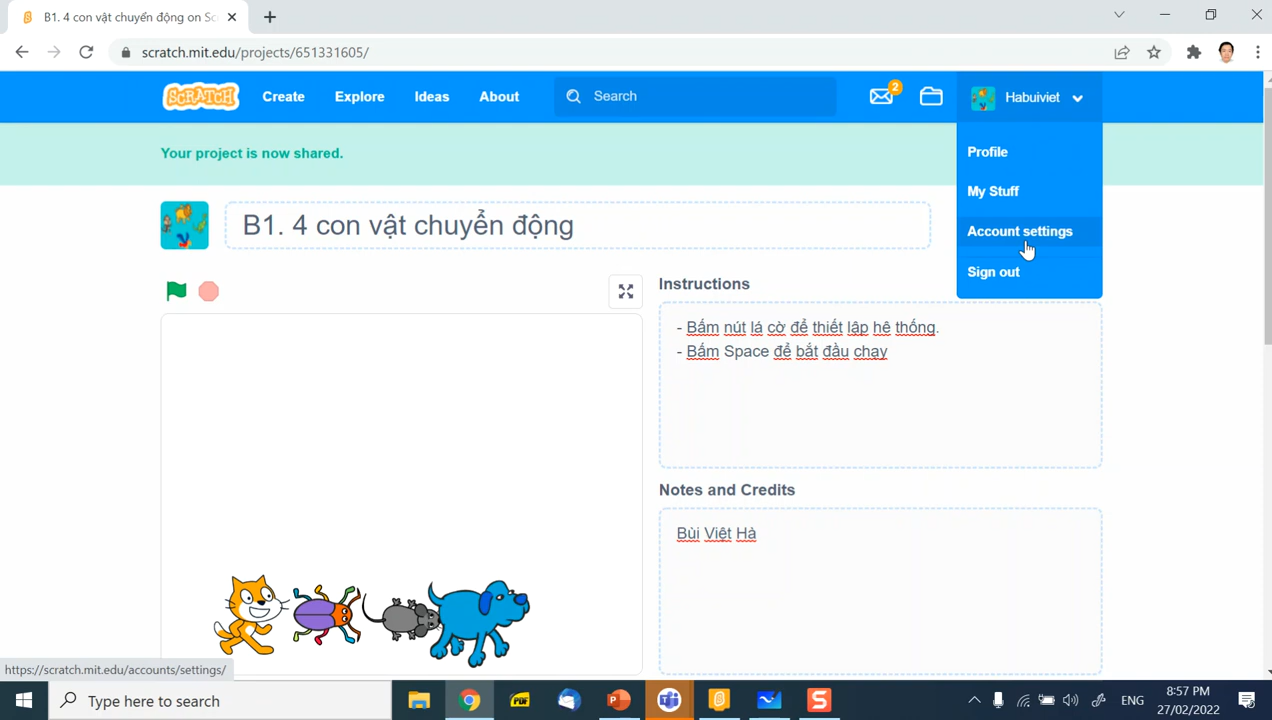 B1. 4 con vật chuyển động on Scr
scratch.mit.edu/projects/651331605/
SCRATCH
Create
Explore
Ideas
About
Search
2
Habuiviet
Your project is now shared.
Profile
My Stuff
Account settings
Sign out
B1. 4 con vật chuyển động
Instructions
- Bấm nút lá cờ để thiết lập hệ thống.
- Bấm Space để bắt đầu chạy
Notes and Credits
Bùi Việt Hà
https://scratch.mit.edu/accounts/settings/
Type here to search
PDF
ENG
8:57 PM
27/02/2022